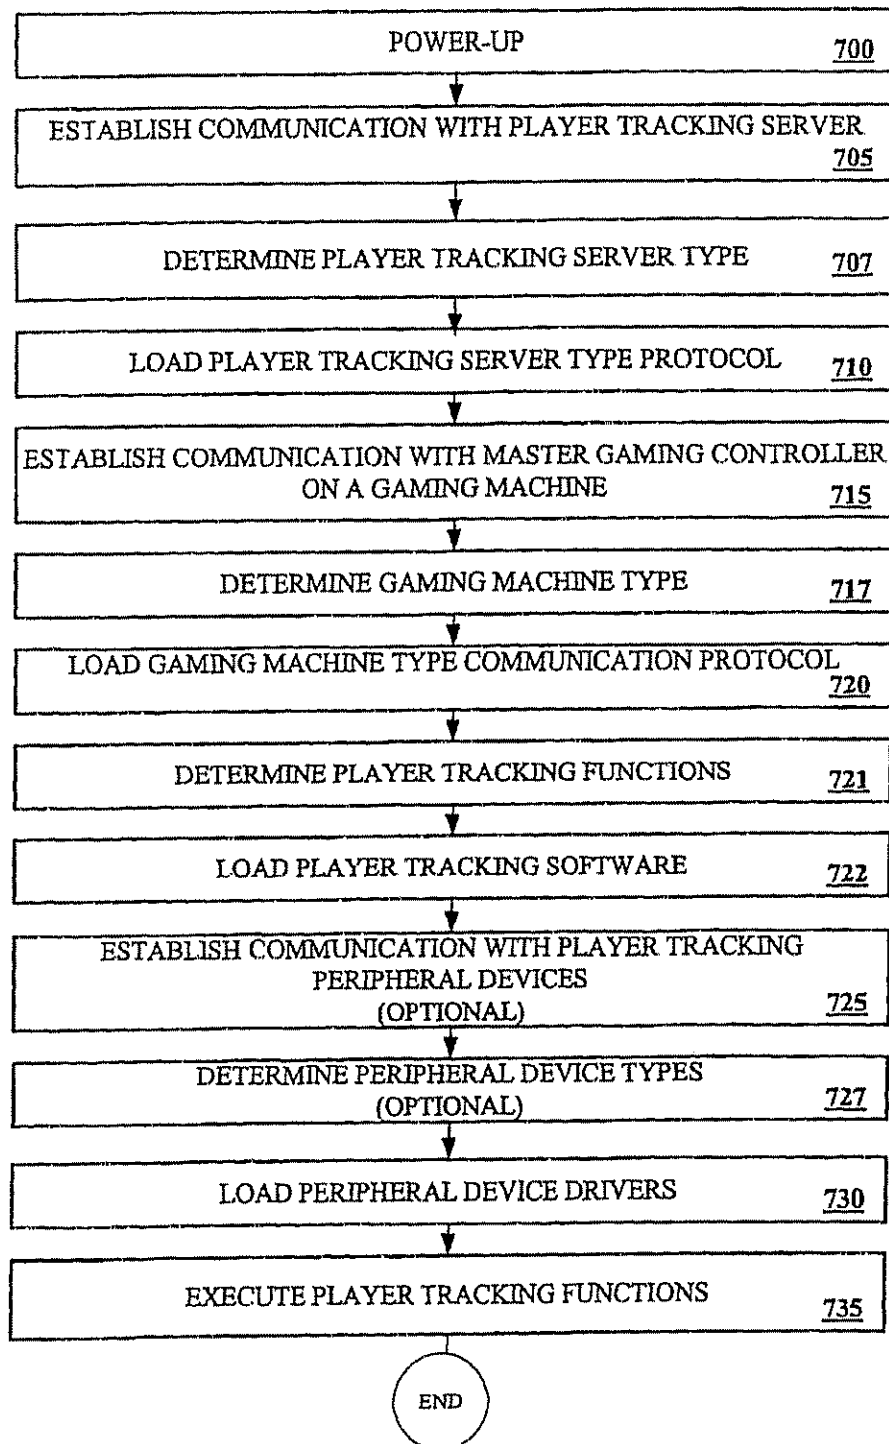 POWER-UP 700
ESTABLISH COMMUNICATION WITH PLAYER TRACKING SERVER
705
DETERMINE PLAYER TRACKING SERVER TYPE 707
LOAD PLAYER TRACKING SERVER TYPE PROTOCOL 710
ESTABLISH COMMUNICATION WITH MASTER GAMING CONTROLLER
ON A GAMING MACHINE 715
DETERMINE GAMING MACHINE TYPE 717
LOAD GAMING MACHINE TYPE COMMUNICATION PROTOCOL
720
DETERMINE PLAYER TRACKING FUNCTIONS 721
LOAD PLAYER TRACKING SOFTWARE 722
ESTABLISH COMMUNICATION WITH PLAYER TRACKING
PERIPHERAL DEVICES
(OPTIONAL) 725
DETERMINE PERIPHERAL DEVICE TYPES
(OPTIONAL) 727
LOAD PERIPHERAL DEVICE DRIVERS 730
EXECUTE PLAYER TRACKING FUNCTIONS 735
END